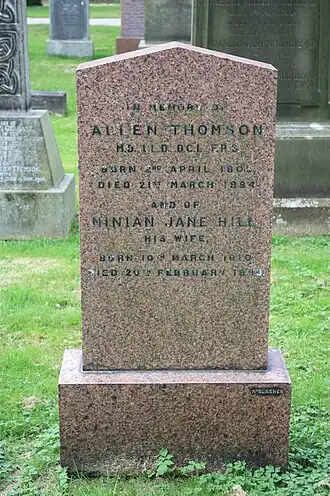 IN MEMORY OF
ALLEN THOMSON
M.D. LL.D. D.C.L. F.R.S.
BORN 2ND APRIL 1809
DIED 21ST MARCH 1884
AND OF
NINIAN JANE HILL
HIS WIFE,
BORN 10TH MARCH 1810
DIED 20TH FEBRUARY
McGLASHEN